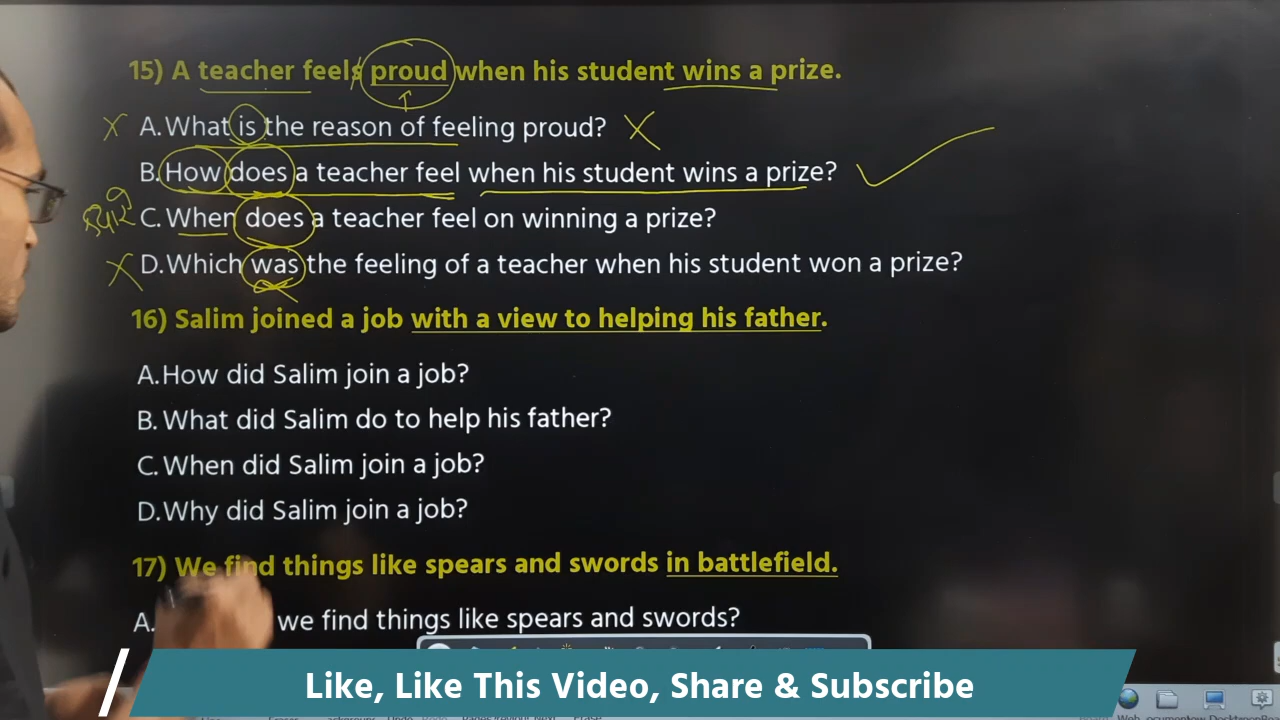 15) A teacher feels proud when his student wins a prize.
A. What is the reason of feeling proud?
B. How does a teacher feel when his student wins a prize?
C. When does a teacher feel on winning a prize?
D. Which was the feeling of a teacher when his student won a prize?
16) Salim joined a job with a view to helping his father.
A. How did Salim join a job?
B. What did Salim do to help his father?
C. When did Salim join a job?
D. Why did Salim join a job?
17) We find things like spears and swords in battlefield.
A. we find things like spears and swords?
Like, Like This Video, Share & Subscribe